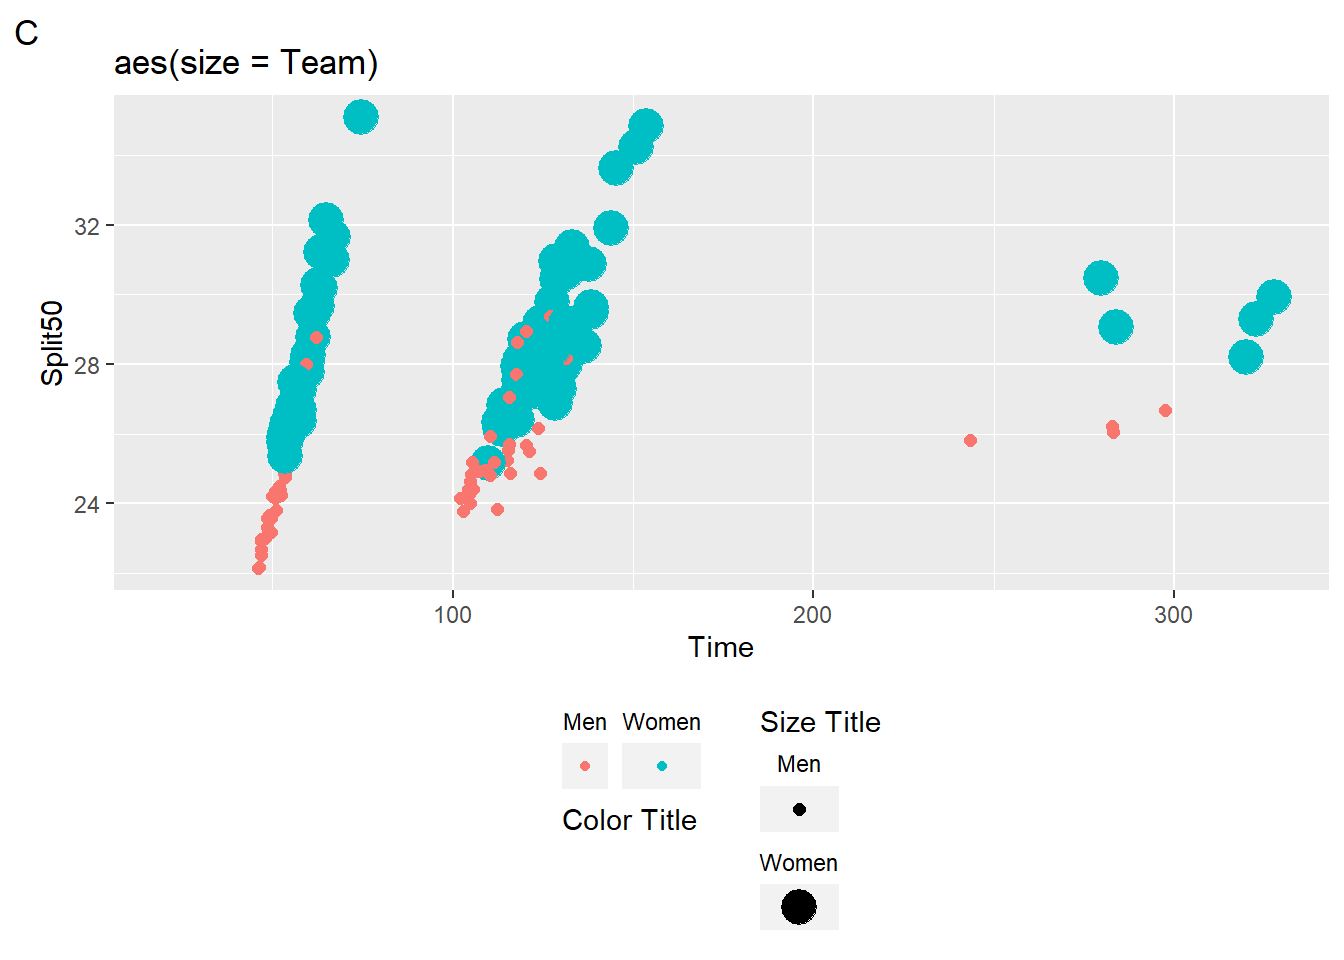 C
aes(size = Team)
Split50
32
28
24
100 200 300
Time
Men Women
Color Title
Size Title
Men
Women